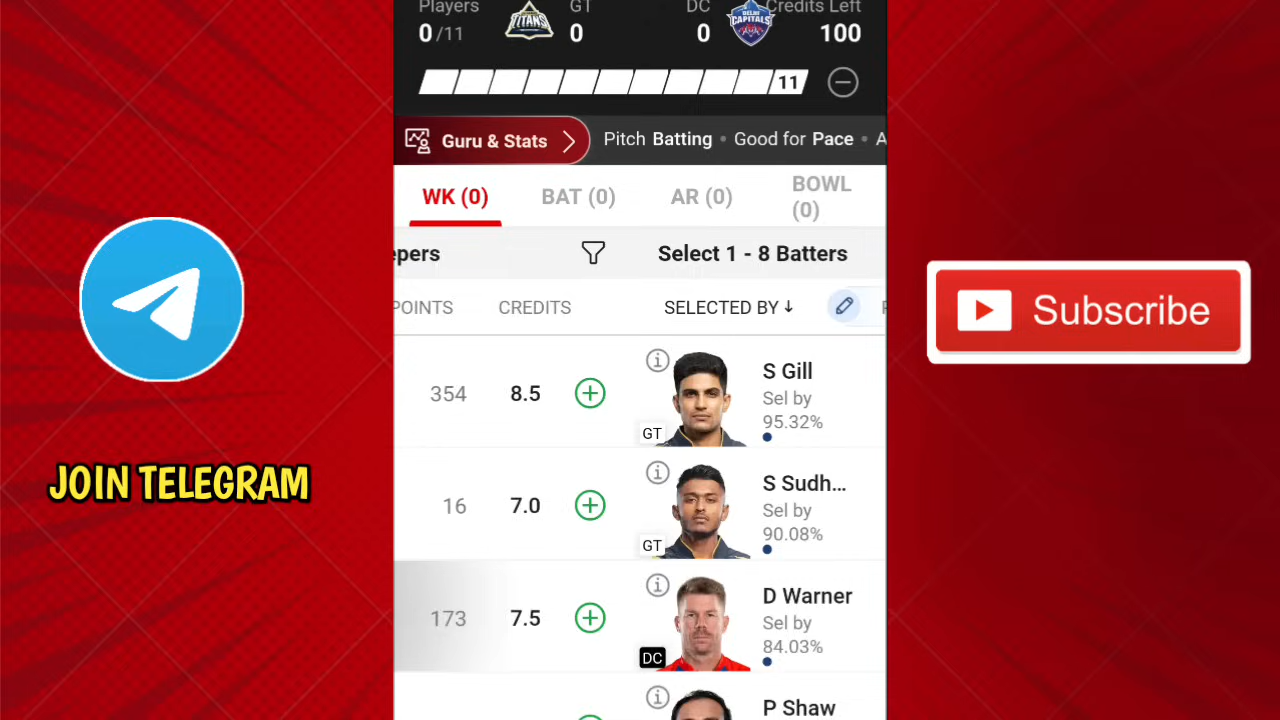 Players
GT
DC
Credits Left
0/11
TITANS
0
0
DELHI
CAPITALS
100
11
Guru & Stats
Pitch Batting • Good for Pace • A
WK (0)
BAT (0)
AR (0)
BOWL
(0)
epers
Select 1 - 8 Batters
POINTS
CREDITS
SELECTED BY ↓
354
8.5
S Gill
Sel by
95.32%
GT
16
7.0
S Sudh...
Sel by
90.08%
GT
173
7.5
D Warner
Sel by
84.03%
DC
P Shaw
JOIN TELEGRAM
Subscribe